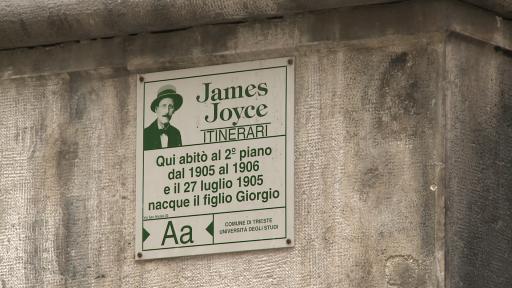 James
Joyce
ITINERARI
Qui abitò al 2º piano
dal 1905 al 1906
e il 27 luglio 1905
nacque il figlio Giorgio
Aa
COMUNE DI TRIESTE
UNIVERSITÀ DEGLI STUDI